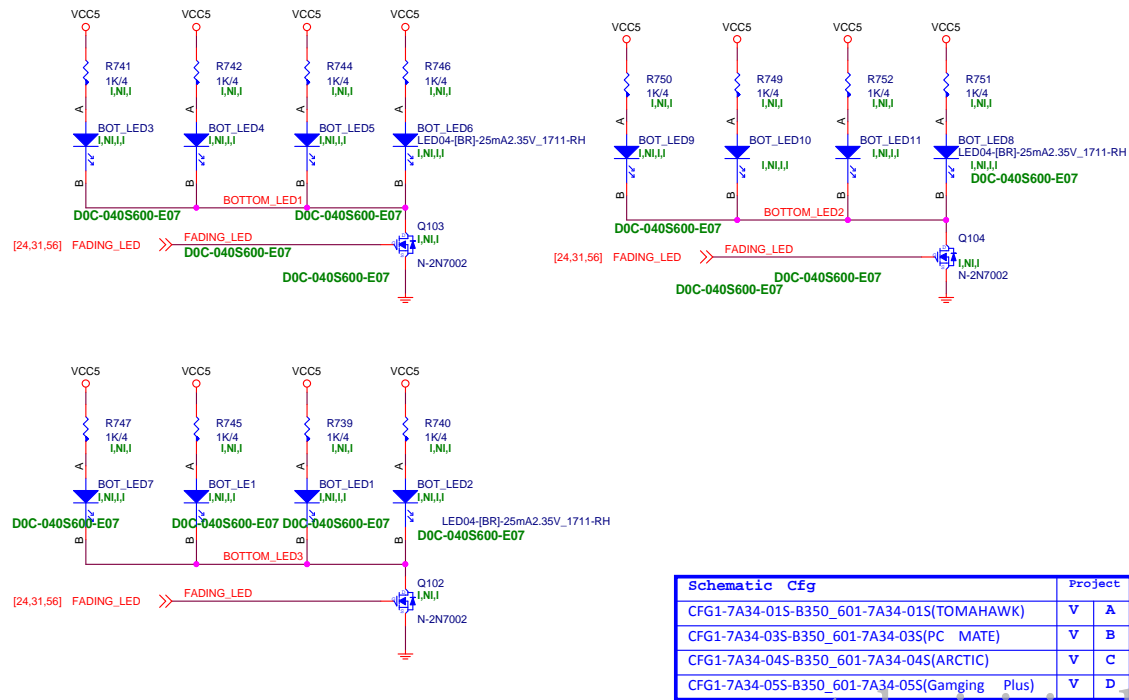 VCC5 VCC5 VCC5 VCC5
R741 R742 R744 R746
1K/4 1K/4 1K/4 1K/4
I,NI,I I,NI,I I,NI,I I,NI,I
A A A A
BOT_LED3 BOT_LED4 BOT_LED5 BOT_LED6
I,NI,I,I I,NI,I,I I,NI,I,I LED04-[BR]-25mA2.35V_1711-RH
I,NI,I,I
B B B B
BOTTOM_LED1
D0C-040S600-E07 D0C-040S600-E07
Q103
[24,31,56] FADING_LED FADING_LED I,NI,I
D0C-040S600-E07
N-2N7002
D0C-040S600-E07
VCC5 VCC5 VCC5 VCC5
R750 R749 R752 R751
1K/4 1K/4 1K/4 1K/4
I,NI,I I,NI,I I,NI,I I,NI,I
A A A A
BOT_LED9 BOT_LED10 BOT_LED11 BOT_LED8
I,NI,I,I I,NI,I,I LED04-[BR]-25mA2.35V_1711-RH
I,NI,I,I I,NI,I,I
D0C-040S600-E07
B B B B
BOTTOM_LED2
D0C-040S600-E07
Q104
[24,31,56] FADING_LED FADING_LED I,NI,I
D0C-040S600-E07 N-2N7002
D0C-040S600-E07
VCC5 VCC5 VCC5 VCC5
R747 R745 R739 R740
1K/4 1K/4 1K/4 1K/4
I,NI,I I,NI,I I,NI,I I,NI,I
A A A A
BOT_LED7 BOT_LE1 BOT_LED1 BOT_LED2
I,NI,I,I I,NI,I,I I,NI,I,I I,NI,I,I
D0C-040S600-E07 D0C-040S600-E07 D0C-040S600-E07 LED04-[BR]-25mA2.35V_1711-RH
D0C-040S600-E07
B B B B
BOTTOM_LED3
Q102
[24,31,56] FADING_LED FADING_LED I,NI,I
N-2N7002
Schematic Cfg Project
CFG1-7A34-01S-B350_601-7A34-01S(TOMAHAWK) V A
CFG1-7A34-03S-B350_601-7A34-03S(PC MATE) V B
CFG1-7A34-04S-B350_601-7A34-04S(ARCTIC) V C
CFG1-7A34-05S-B350_601-7A34-05S(Gamging Plus) V D